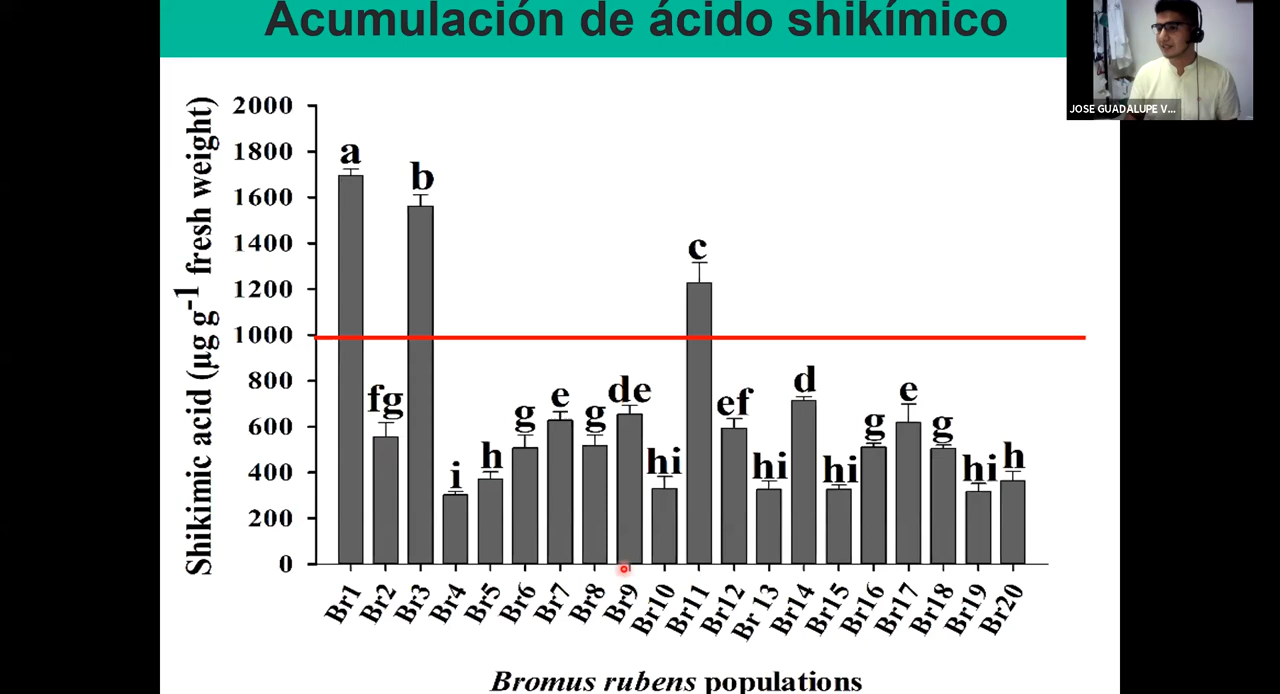 Acumulación de ácido shikímico
JOSE GUADALUPE V...
Shikimic acid (µg g-1 fresh weight)
2000
1800
1600
1400
1200
1000
800
600
400
200
0
a
fg
b
i
h
g
e
g
de
hi
c
ef
hi
d
hi
g
e
g
hi
h
Br1
Br2
Br3
Br4
Br5
Br6
Br7
Br8
Br9
Br10
Br11
Br12
Br 13
Br14
Br15
Br16
Br17
Br18
Br19
Br20
Bromus rubens populations